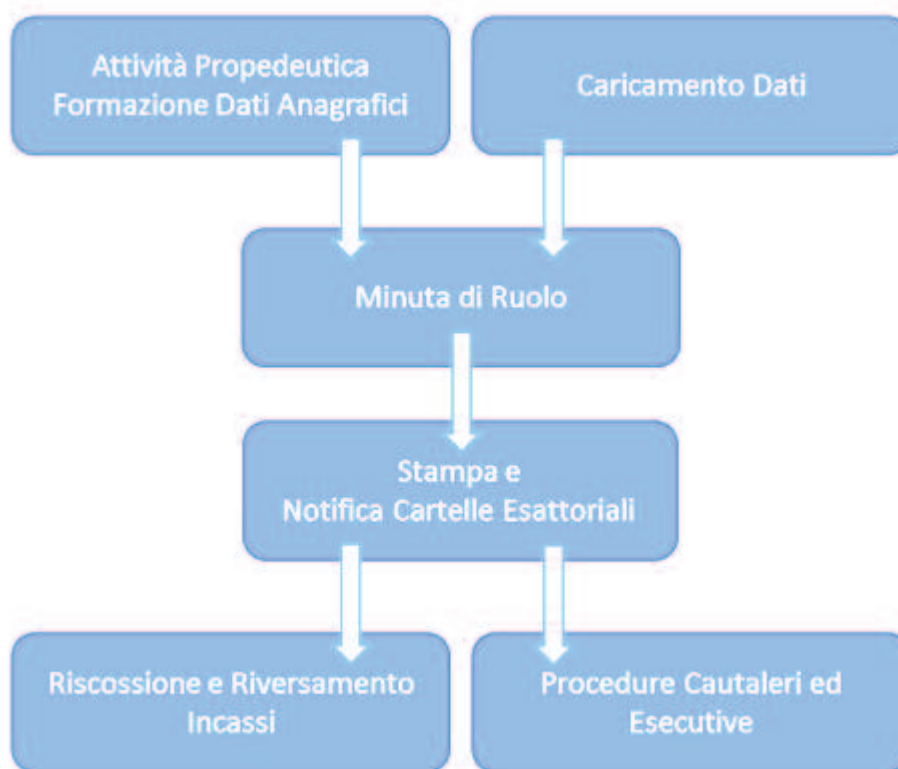 Attività Propedeutica
Formazione Dati Anagrafici
Caricamento Dati
Minuta di Ruolo
Stampa e
Notifica Cartelle Esattoriali
Riscossione e Riversamento
Incassi
Procedure Cautaleri ed
Esecutive